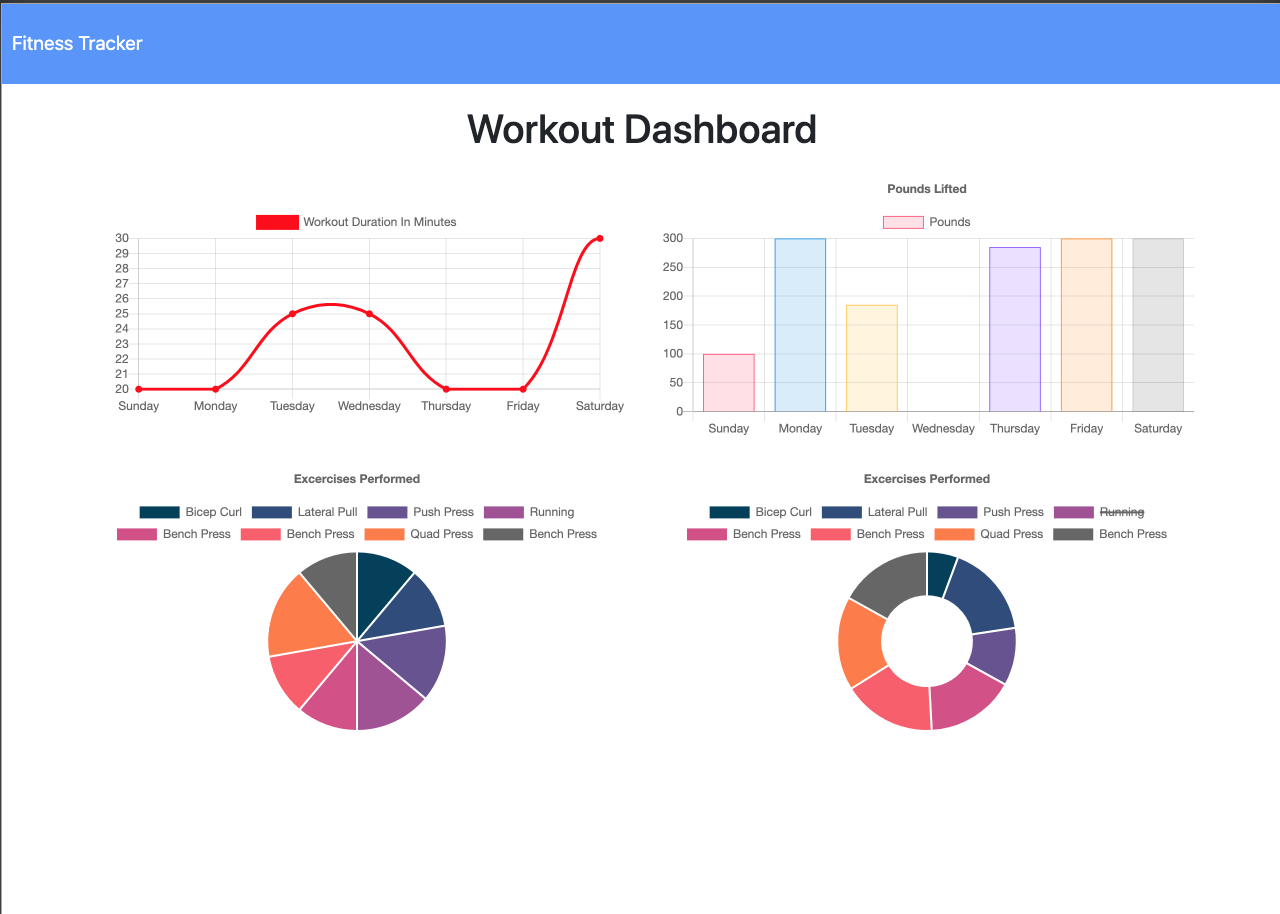 Fitness Tracker
Workout Dashboard
Workout Duration In Minutes
30
29
28
27
26
25
24
23
22
21
20
Sunday Monday Tuesday Wednesday Thursday Friday Saturday
Pounds Lifted
Pounds
300
250
200
150
100
50
0
Sunday Monday Tuesday Wednesday Thursday Friday Saturday
Excercises Performed
Bicep Curl Lateral Pull Push Press Running
Bench Press Bench Press Quad Press Bench Press
Excercises Performed
Bicep Curl Lateral Pull Push Press Running
Bench Press Bench Press Quad Press Bench Press